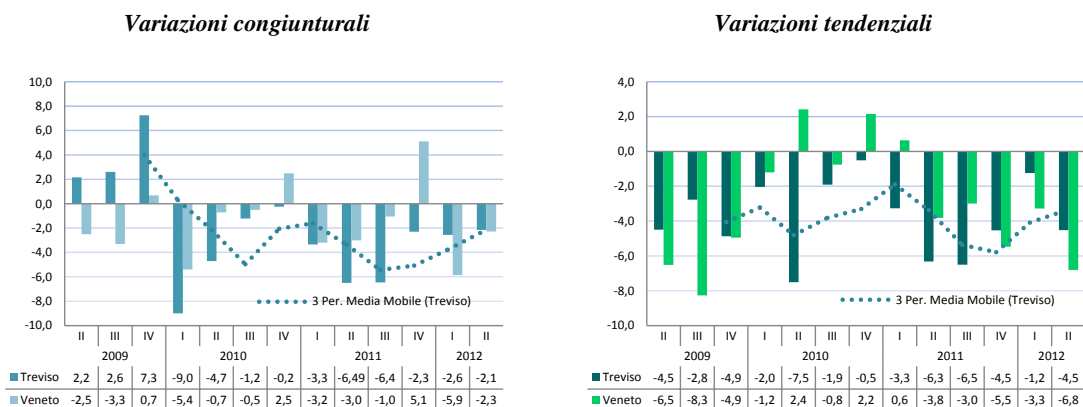 Variazioni congiunturali
10,0
8,0
6,0
4,0
2,0
0,0
-2,0
-4,0
-6,0
-8,0
-10,0
3 Per. Media Mobile (Treviso)
II III IV I II III IV I II III IV I II
2009 2010 2011 2012
Treviso 2,2 2,6 7,3 -9,0 -4,7 -1,2 -0,2 -3,3 -6,49 -6,4 -2,3 -2,6 -2,1
Veneto -2,5 -3,3 0,7 -5,4 -0,7 -0,5 2,5 -3,2 -3,0 -1,0 5,1 -5,9 -2,3
Variazioni tendenziali
4,0
2,0
0,0
-2,0
-4,0
-6,0
-8,0
-10,0
3 Per. Media Mobile (Treviso)
II III IV I II III IV I II III IV I II
2009 2010 2011 2012
Treviso -4,5 -2,8 -4,9 -2,0 -7,5 -1,9 -0,5 -3,3 -6,3 -6,5 -4,5 -1,2 -4,5
Veneto -6,5 -8,3 -4,9 -1,2 2,4 -0,8 2,2 0,6 -3,8 -3,0 -5,5 -3,3 -6,8